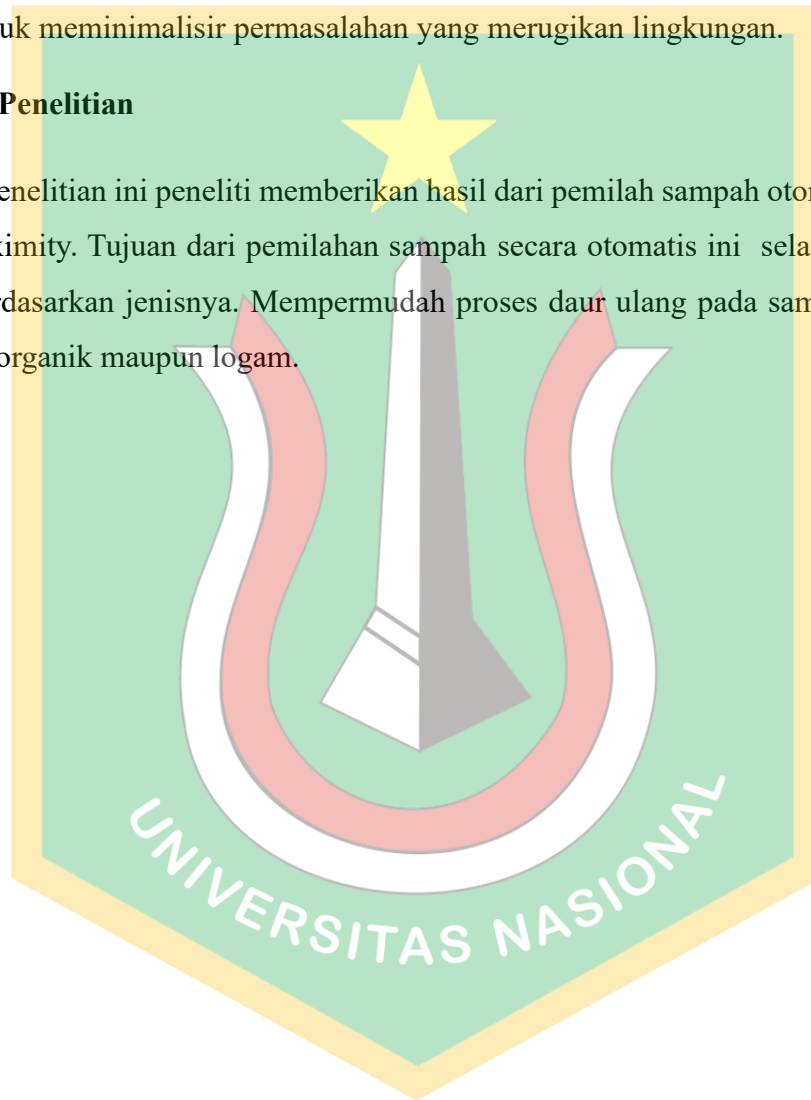 uk meminimalisir permasalahan yang merugikan lingkungan.
Penelitian
enelitian ini peneliti memberikan hasil dari pemilah sampah otor
kimity. Tujuan dari pemilahan sampah secara otomatis ini sela
rdasarkan jenisnya. Mempermudah proses daur ulang pada sam
organik maupun logam.
UNIVERSITAS NASIONAL